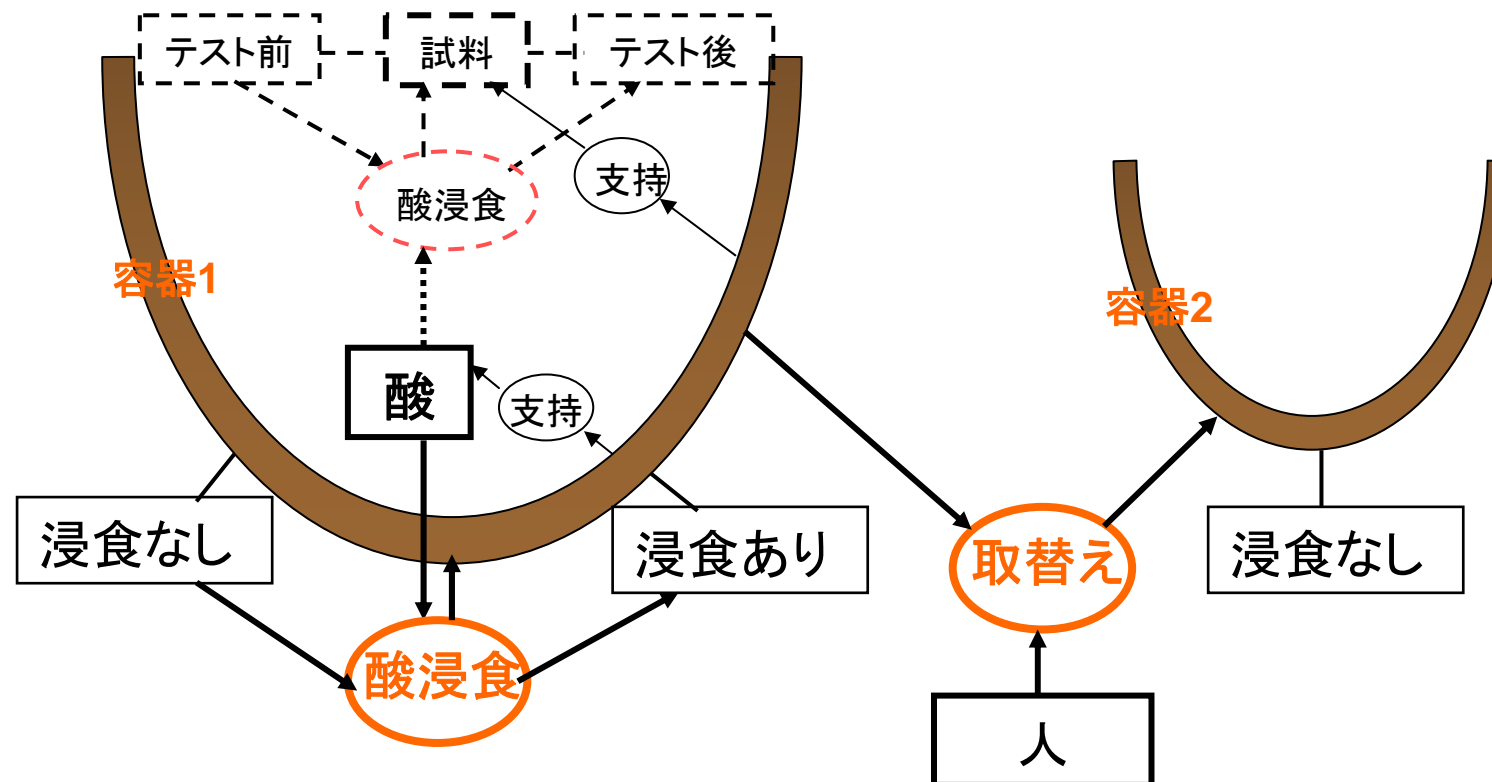 テスト前
試料
テスト後
支持
酸浸食
容器1
容器2
酸
支持
浸食なし
浸食あり
取替え
浸食なし
酸浸食
人